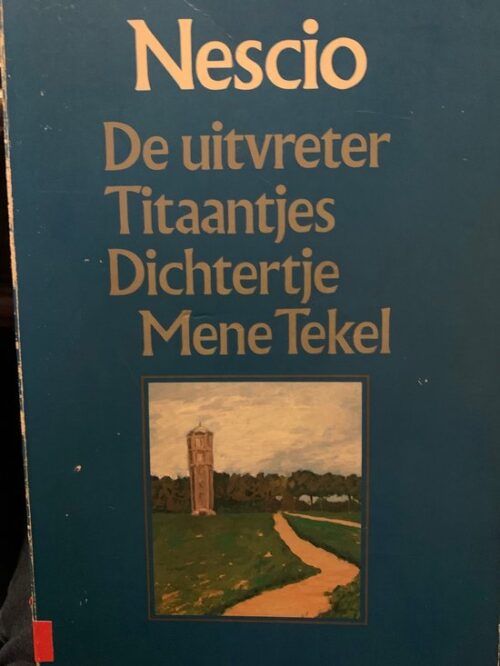 Nescio
De uitvreter
Titaantjes
Dichtertje
Mene Tekel